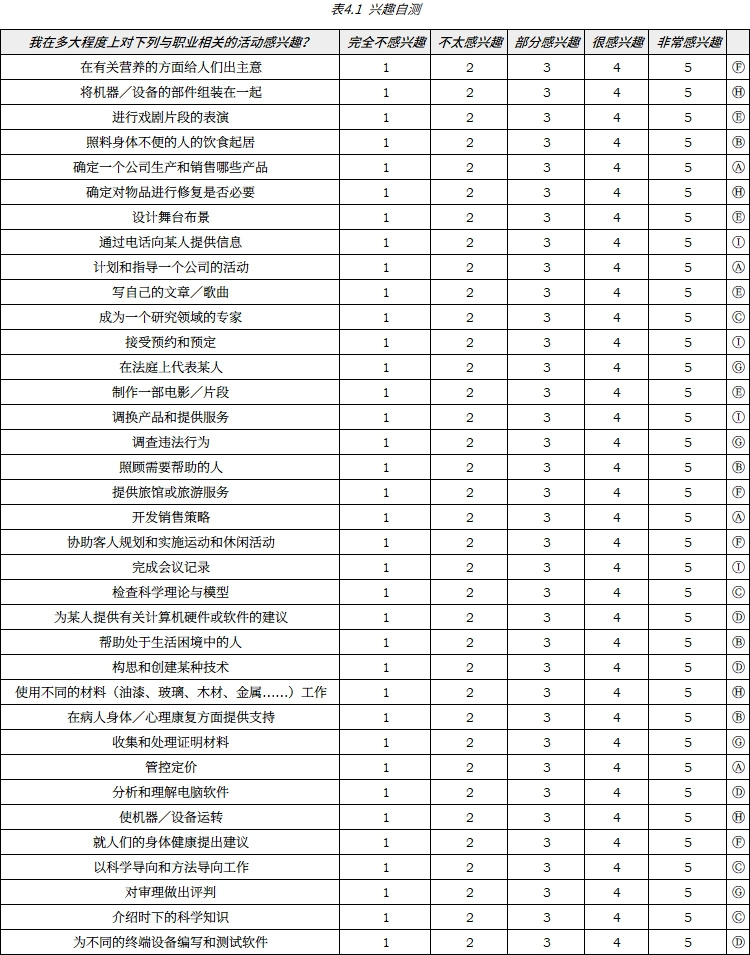 表4.1 兴趣自测
我在多大程度上对下列与职业相关的活动感兴趣？ 完全不感兴趣 不太感兴趣 部分感兴趣 很感兴趣 非常感兴趣
在有关营养的方面给人们出主意 1 2 3 4 5 Ⓕ
将机器／设备的部件组装在一起 1 2 3 4 5 Ⓗ
进行戏剧片段的表演 1 2 3 4 5 Ⓔ
照料身体不便的人的饮食起居 1 2 3 4 5 Ⓑ
确定一个公司生产和销售哪些产品 1 2 3 4 5 Ⓐ
确定对物品进行修复是否必要 1 2 3 4 5 Ⓗ
设计舞台布景 1 2 3 4 5 Ⓔ
通过电话向某人提供信息 1 2 3 4 5 Ⓘ
计划和指导一个公司的活动 1 2 3 4 5 Ⓐ
写自己的文章／歌曲 1 2 3 4 5 Ⓔ
成为一个研究领域的专家 1 2 3 4 5 Ⓒ
接受预约和预定 1 2 3 4 5 Ⓘ
在法庭上代表某人 1 2 3 4 5 Ⓖ
制作一部电影／片段 1 2 3 4 5 Ⓔ
调换产品和提供服务 1 2 3 4 5 Ⓘ
调查违法行为 1 2 3 4 5 Ⓖ
照顾需要帮助的人 1 2 3 4 5 Ⓑ
提供旅馆或旅游服务 1 2 3 4 5 Ⓕ
开发销售策略 1 2 3 4 5 Ⓐ
协助客人规划和实施运动和休闲活动 1 2 3 4 5 Ⓕ
完成会议记录 1 2 3 4 5 Ⓘ
检查科学理论与模型 1 2 3 4 5 Ⓒ
为某人提供有关计算机硬件或软件的建议 1 2 3 4 5 Ⓓ
帮助处于生活困境中的人 1 2 3 4 5 Ⓑ
构思和创建某种技术 1 2 3 4 5 Ⓓ
使用不同的材料（油漆、玻璃、木材、金属……）工作 1 2 3 4 5 Ⓗ
在病人身体／心理康复方面提供支持 1 2 3 4 5 Ⓑ
收集和处理证明材料 1 2 3 4 5 Ⓖ
管控定价 1 2 3 4 5 Ⓐ
分析和理解电脑软件 1 2 3 4 5 Ⓓ
使机器／设备运转 1 2 3 4 5 Ⓗ
就人们的身体健康提出建议 1 2 3 4 5 Ⓕ
以科学导向和方法导向工作 1 2 3 4 5 Ⓒ
对审理做出评判 1 2 3 4 5 Ⓖ
介绍时下的科学知识 1 2 3 4 5 Ⓒ
为不同的终端设备编写和测试软件 1 2 3 4 5 Ⓓ